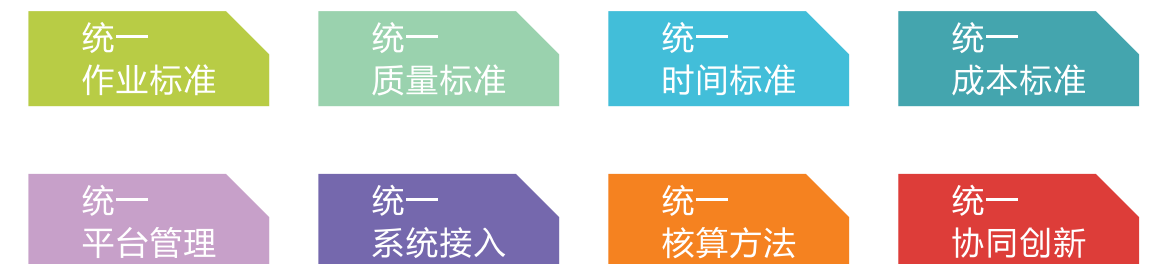 统一
作业标准
统一
质量标准
统一
时间标准
统一
成本标准
统一
平台管理
统一
系统接入
统一
核算方法
统一
协同创新